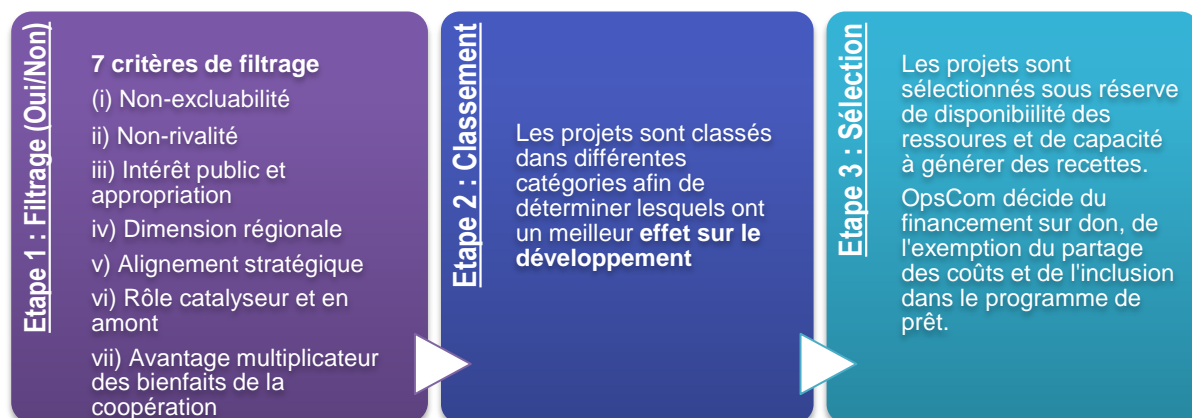 Etape 1 : Filtrage (Oui/Non)
7 critères de filtrage
(i) Non-excluabilité
ii) Non-rivalité
iii) Intérêt public et
appropriation
iv) Dimension régionale
v) Alignement stratégique
vi) Rôle catalyseur et en
amont
vii) Avantage multiplicateur
des bienfaits de la
coopération
Etape 2 : Classement
Les projets sont classés
dans différentes
catégories afin de
déterminer lesquels ont
un meilleur effet sur le
développement
Etape 3 : Sélection
Les projets sont
sélectionnés sous réserve
de disponibiilité des
ressoures et de capacité
à générer des recettes.
OpsCom décide du
financement sur don, de
l'exemption du partage
des coûts et de l'inclusion
dans le programme de
prêt.